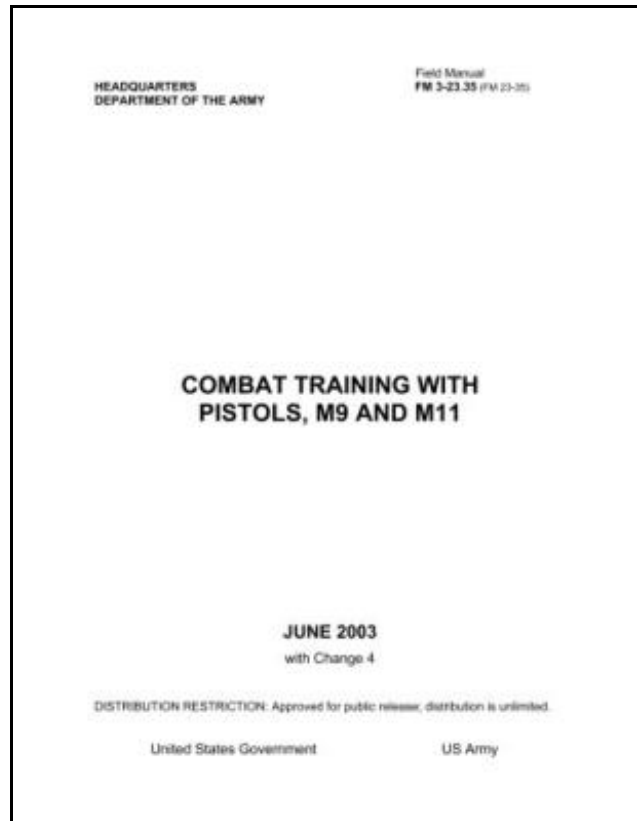 Field Manual
HEADQUARTERS FM 3-23.35 (FM 23-35)
DEPARTMENT OF THE ARMY
COMBAT TRAINING WITH
PISTOLS, M9 AND M11
JUNE 2003
with Change 4
DISTRIBUTION RESTRICTION: Approved for public release; distribution is unlimited.
United States Government US Army